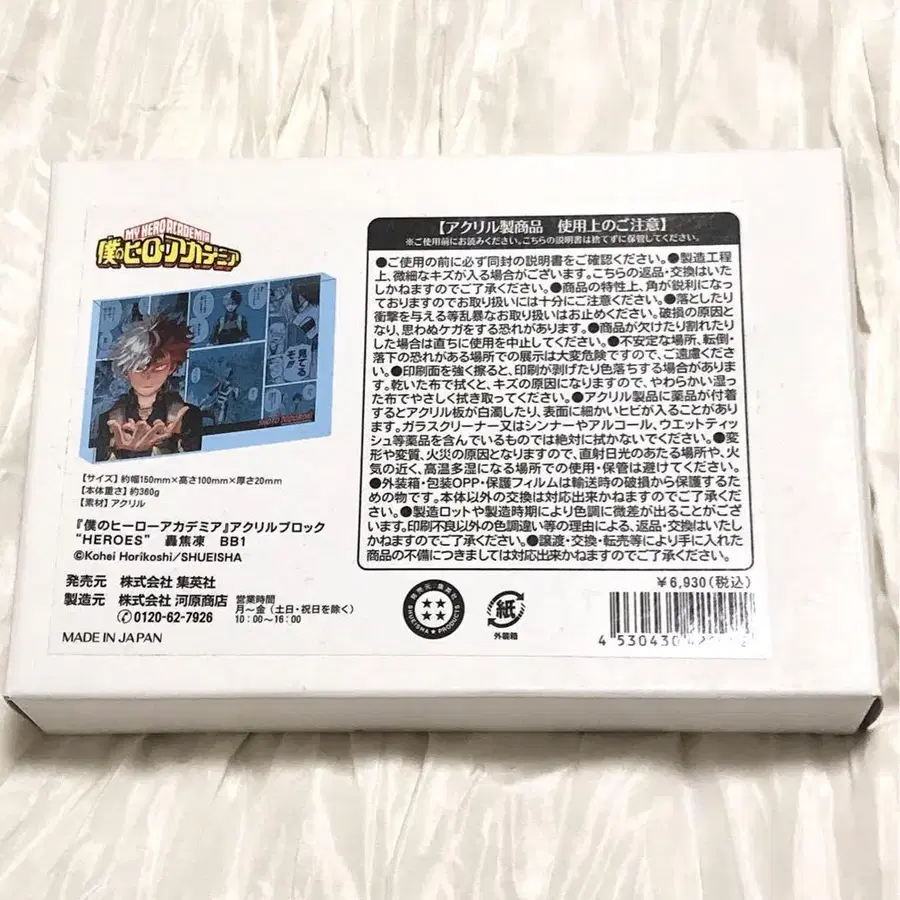 MY HERO ACADEMIA
僕のヒーローアカデミア
見てるぞ
SHOTO TODOROKI
【サイズ】約幅150mm×高さ100mm×厚さ20mm
【本体重さ】約360g
【素材】アクリル
『僕のヒーローアカデミア』アクリルブロック
“HEROES” 轟焦凍 BB1
©Kohei Horikoshi/SHUEISHA
発売元 株式会社 集英社
製造元 株式会社 河原商店
0120-62-7926
営業時間
月～金（土日・祝日を除く）
10：00～16：00
MADE IN JAPAN
【アクリル製商品 使用上のご注意】
※ご使用前にお読みください。こちらの説明書は捨てずに保管してください。
●ご使用の前に必ず同封の説明書をご確認ください。●製造工程
上、微細なキズが入る場合がございます。こちらの返品・交換はいた
しかねますのでご了承ください。●商品の特性上、角が鋭利になっ
ておりますのでお取り扱いには十分にご注意ください。●落としたり
衝撃を与える等乱暴なお取り扱いはお止めください。破損の原因と
なり、思わぬケガをする恐れがあります。●商品が欠けたり割れたり
した場合は直ちに使用を中止してください。●不安定な場所、転倒・
落下の恐れがある場所での展示は大変危険ですので、ご遠慮くださ
い。●印刷面を強く擦ると、印刷が剥げたり色落ちする場合がありま
す。乾いた布で拭くと、キズの原因になりますので、やわらかい湿っ
た布でやさしく拭き取ってください。●アクリル製品に薬品が付着
するとアクリル板が白濁したり、表面に細かいヒビが入ることがあり
ます。ガラスクリーナー又はシンナーやアルコール、ウエットティッ
シュ等薬品を含んでいるものでは絶対に拭かないでください。●変
形や変質、火災の原因となりますので、直射日光のあたる場所や、火
気の近く、高温多湿になる場所での使用・保管は避けてください。
●外装箱・包装OPP・保護フィルムは輸送時の破損から保護するた
めの物です。本体以外の交換は対応出来かねますのでご了承くださ
い。●製造ロットや製造時期により色調に微差が出ることがござ
います。印刷不良以外の色調違い等の理由による、返品・交換はいた
しかねますのでご了承ください。●譲渡・交換・転売等により手に入れた
商品の不備につきましては対応出来かねますのでご了承ください。
￥6,930（税込）
発売元 集英社
SHUEISHA PRODUCTS
紙
外装箱
4 530430